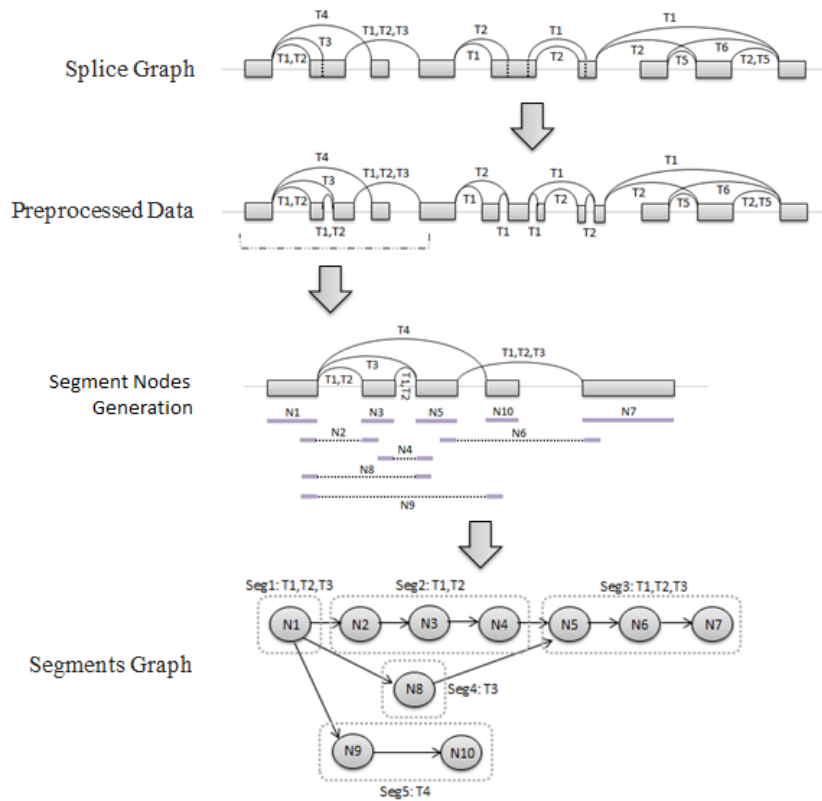 T4
T3
T1,T2
T1,T2,T3
T2
T1
T1
T2
T1
T2
T6
T5
T2,T5
Splice Graph
T4
T3
T1,T2
T1,T2,T3
T2
T1
T1
T2
T1
T2
T6
T5
T2,T5
Preprocessed Data
T1,T2
T1
T1
T2
T4
T3
T1,T2
T1,T2
T1,T2,T3
Segment Nodes
Generation
N1
N3
N5
N10
N7
N2
N6
N4
N8
N9
Seg1: T1,T2,T3
Seg2: T1,T2
Seg3: T1,T2,T3
N1
N2
N3
N4
N5
N6
N7
Segments Graph
N8
Seg4: T3
N9
N10
Seg5: T4